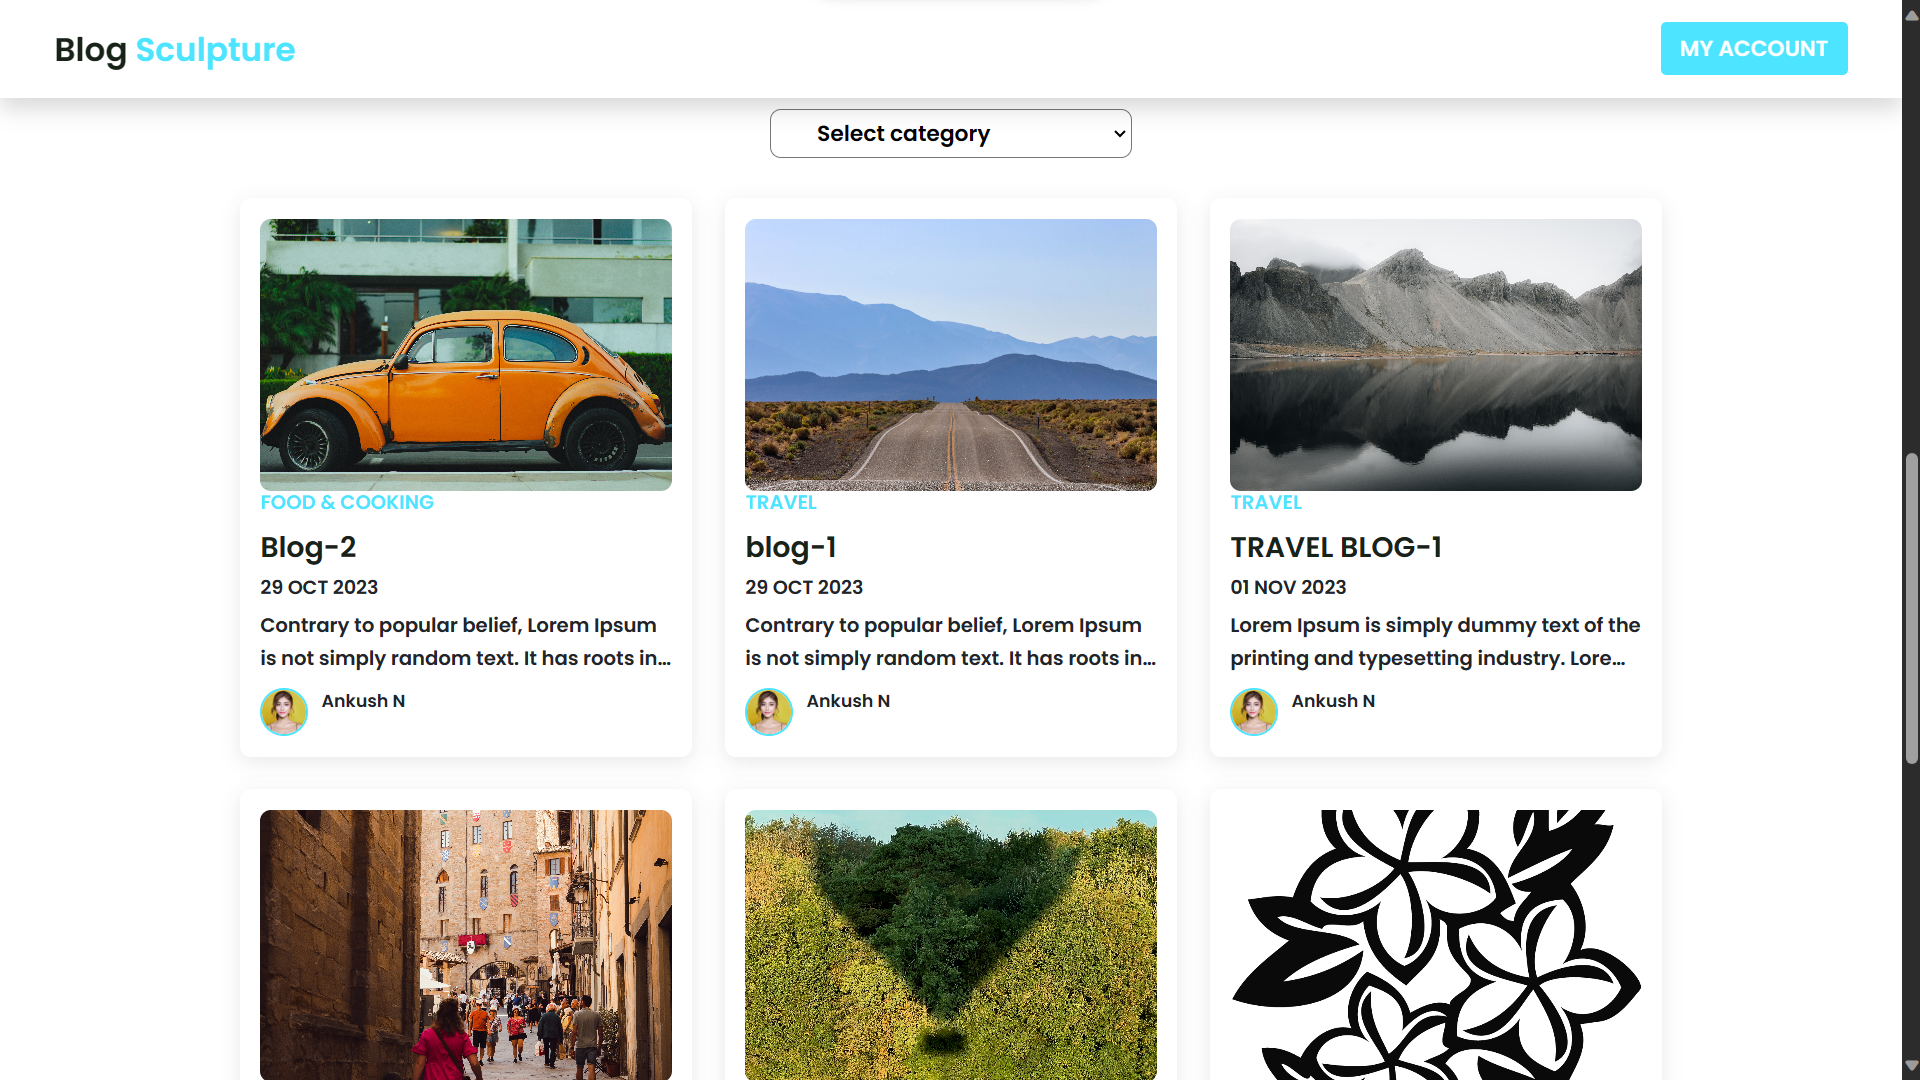 Blog Sculpture
MY ACCOUNT
Select category
FOOD & COOKING
Blog-2
29 OCT 2023
Contrary to popular belief, Lorem Ipsum
is not simply random text. It has roots in...
Ankush N
TRAVEL
blog-1
29 OCT 2023
Contrary to popular belief, Lorem Ipsum
is not simply random text. It has roots in...
Ankush N
TRAVEL
TRAVEL BLOG-1
01 NOV 2023
Lorem Ipsum is simply dummy text of the
printing and typesetting industry. Lore...
Ankush N